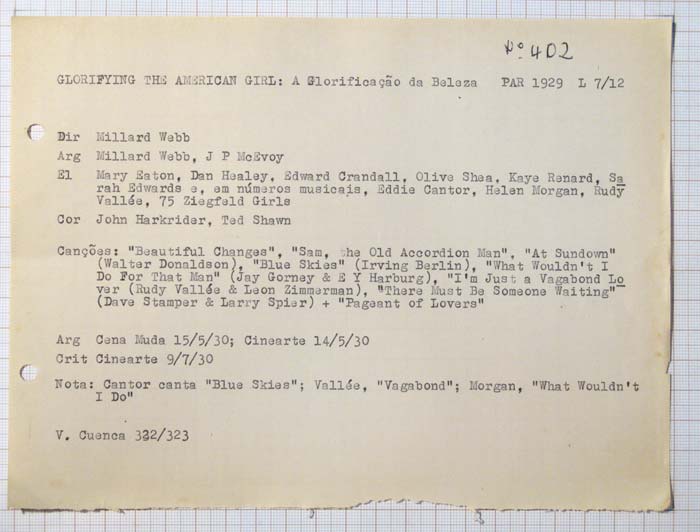 Nº 402
GLORIFYING THE AMERICAN GIRL: A Glorificação da Beleza PAR 1929 L 7/12
Dir Millard Webb
Arg Millard Webb, J P McEvoy
El Mary Eaton, Dan Healey, Edward Crandall, Olive Shea, Kaye Renard, Sa
rah Edwards e, em números musicais, Eddie Cantor, Helen Morgan, Rudy
Vallée, 75 Ziegfeld Girls
Cor John Harkrider, Ted Shawn
Canções: "Beautiful Changes", "Sam, the Old Accordion Man", "At Sundown"
(Walter Donaldson), "Blue Skies" (Irving Berlin), "What Wouldn't I
Do For That Man" (Jay Gorney & E Y Harburg), "I'm Just a Vagabond Lo
ver (Rudy Vallée & Leon Zimmerman), "There Must Be Someone Waiting"
(Dave Stamper & Larry Spier) + "Pageant of Lovers"
Arg Cena Muda 15/5/30; Cinearte 14/5/30
Crit Cinearte 9/7/30
Nota: Cantor canta "Blue Skies"; Vallée, "Vagabond"; Morgan, "What Wouldn't
I Do"
V. Cuenca 322/323